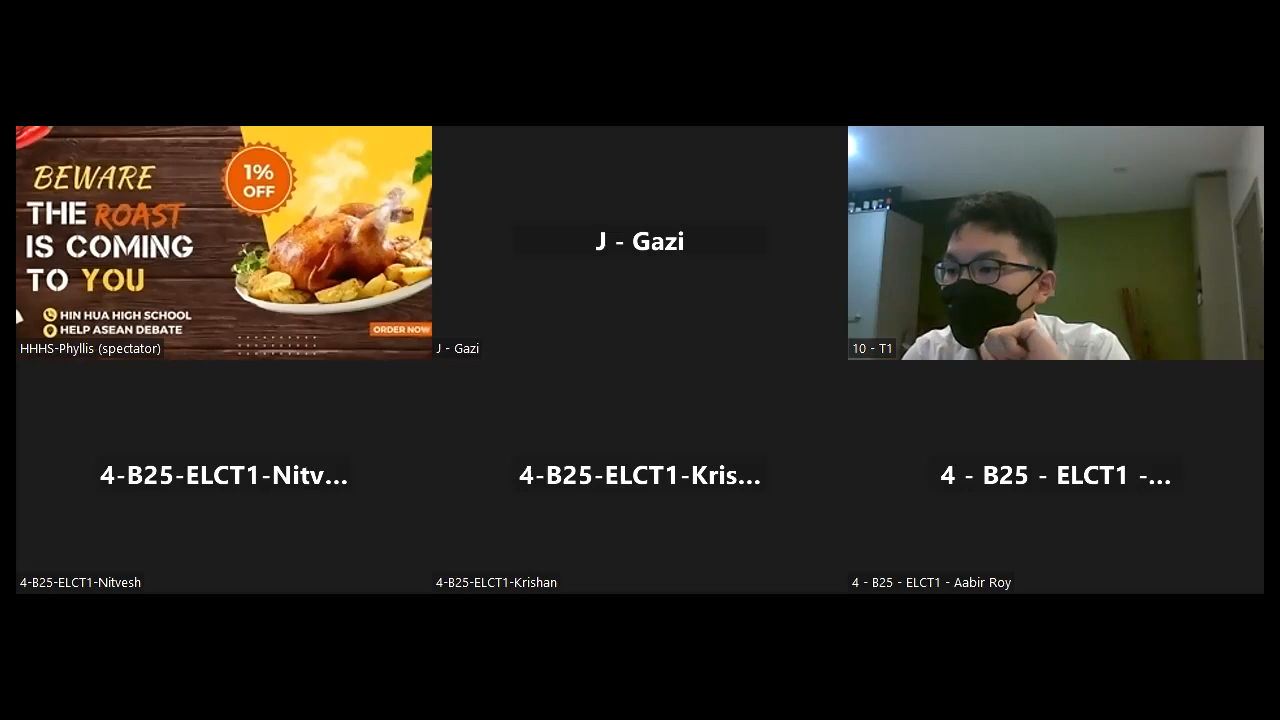 BEWARE
THE ROAST
IS COMING
TO YOU
1%
OFF
HIN HUA HIGH SCHOOL
HELP ASEAN DEBATE
ORDER NOW
HHHS-Phyllis (spectator)
J - Gazi
J - Gazi
10 - T1
4-B25-ELCT1-Nitv...
4-B25-ELCT1-Kris...
4 - B25 - ELCT1 -...
4-B25-ELCT1-Nitvesh
4-B25-ELCT1-Krishan
4 - B25 - ELCT1 - Aabir Roy